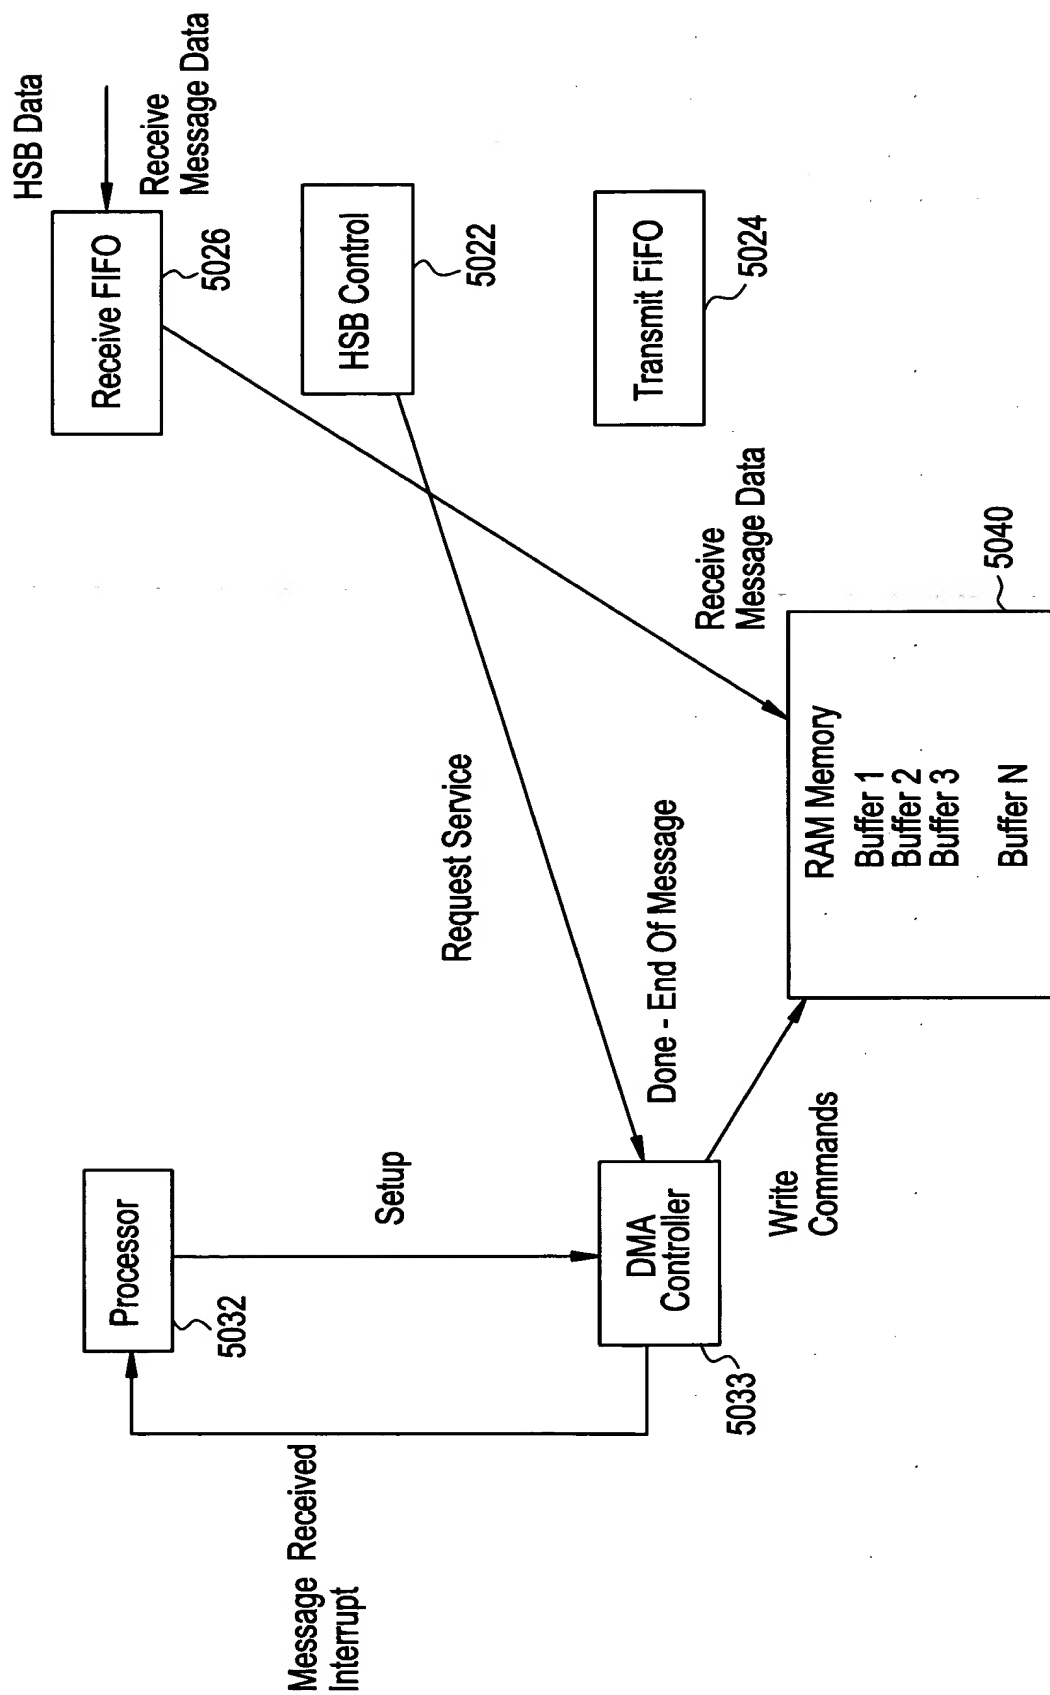 Message Received
Interrupt
Processor
5032
Setup
DMA
Controller
5033
Write
Commands
Done - End Of Message
Request Service
RAM Memory
Buffer 1
Buffer 2
Buffer 3
Buffer N
5040
Receive
Message Data
HSB Data
Receive
Message Data
Receive FIFO
5026
HSB Control
5022
Transmit FiFO
5024